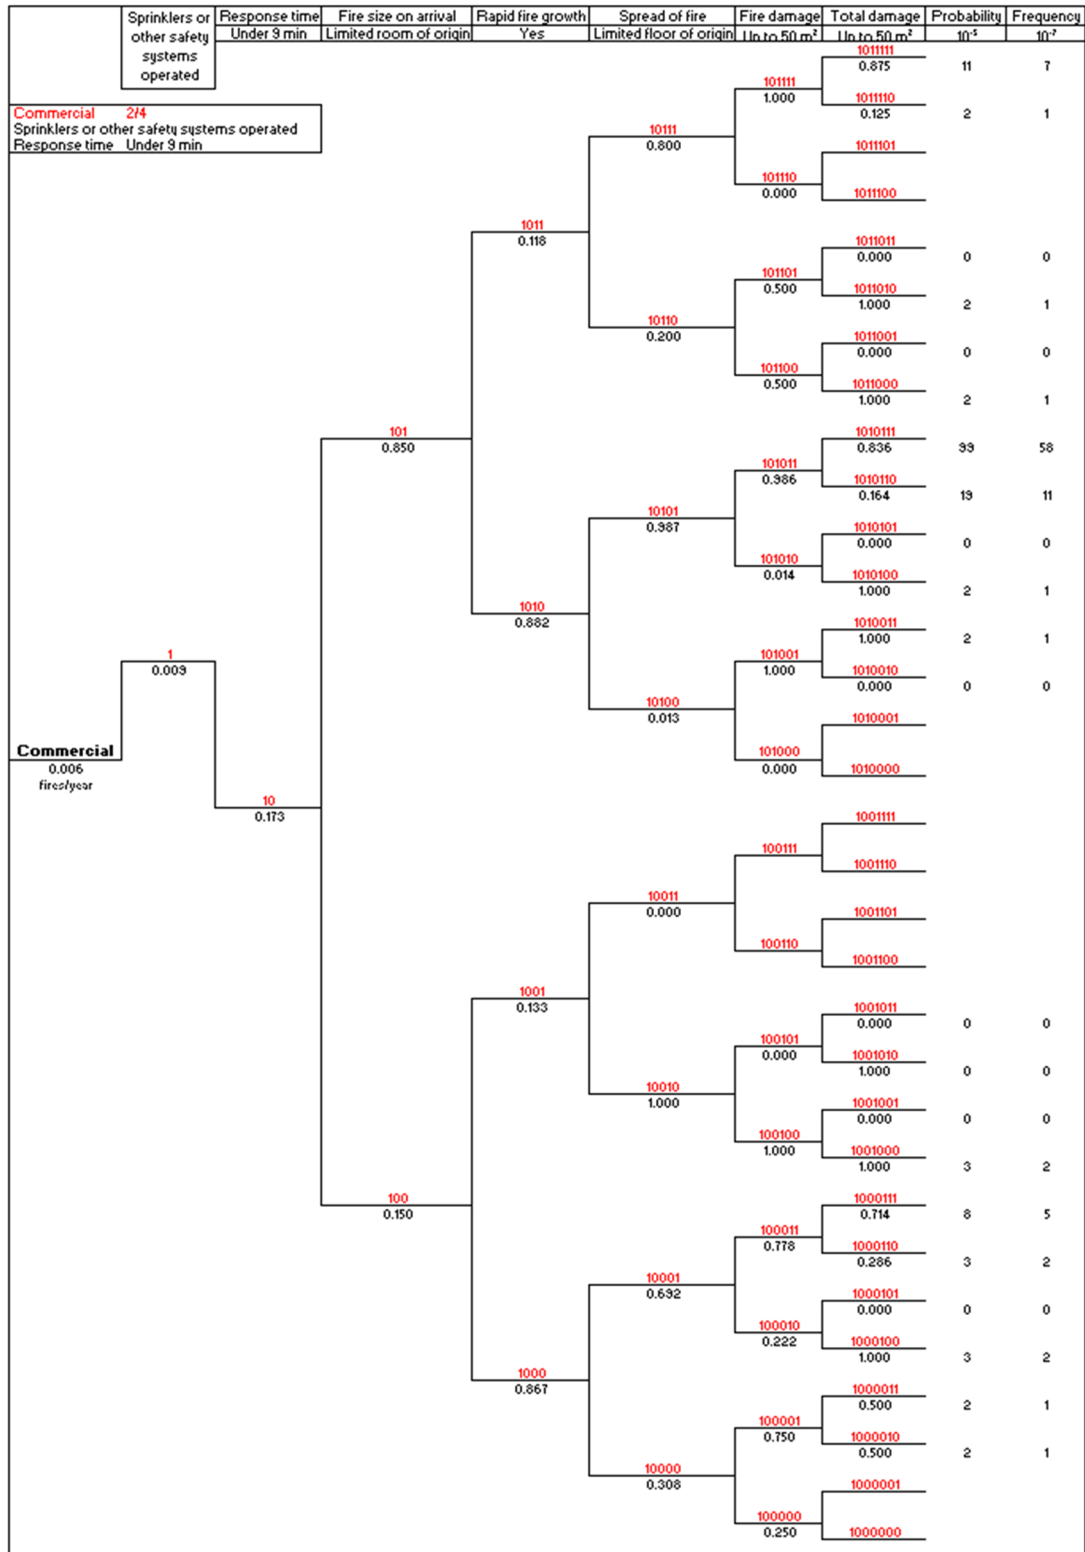 Sprinklers or other safety systems operated
Response time
Fire size on arrival
Rapid fire growth
Spread of fire
Fire damage
Total damage
Probability
Frequency
Under 9 min
Limited room of origin
Yes
Limited floor of origin
Up to 50 m²
Up to 50 m²
10⁻⁵
10⁻⁷
Commercial 2/4
Sprinklers or other safety systems operated
Response time Under 9 min
1011111
0.875 11 7
101111
1.000
1011110
0.125 2 1
10111
0.800
1011101
101110
0.000
1011100
1011
0.118
1011011
0.000 0 0
101101
0.500
1011010
1.000 2 1
10110
0.200
1011001
0.000 0 0
101100
0.500
1011000
1.000 2 1
101
0.850
1010111
0.836 99 58
101011
0.986
1010110
0.164 19 11
10101
0.987
1010101
0.000 0 0
101010
0.014
1010100
1.000 2 1
1010
0.882
1010011
1.000 2 1
101001
1.000
1010010
0.000 0 0
10100
0.013
1010001
101000
0.000
1010000
1
0.009
Commercial
0.006
fires/year
10
0.173
1001111
100111
1001110
10011
0.000
1001101
100110
1001100
1001
0.133
1001011
0.000 0 0
100101
0.000
1001010
1.000 0 0
10010
1.000
1001001
0.000 0 0
100100
1.000
1001000
1.000 3 2
100
0.150
1000111
0.714 8 5
100011
0.778
1000110
0.286 3 2
10001
0.692
1000101
0.000 0 0
100010
0.222
1000100
1.000 3 2
1000
0.867
1000011
0.500 2 1
100001
0.750
1000010
0.500 2 1
10000
0.308
1000001
100000
0.250
1000000